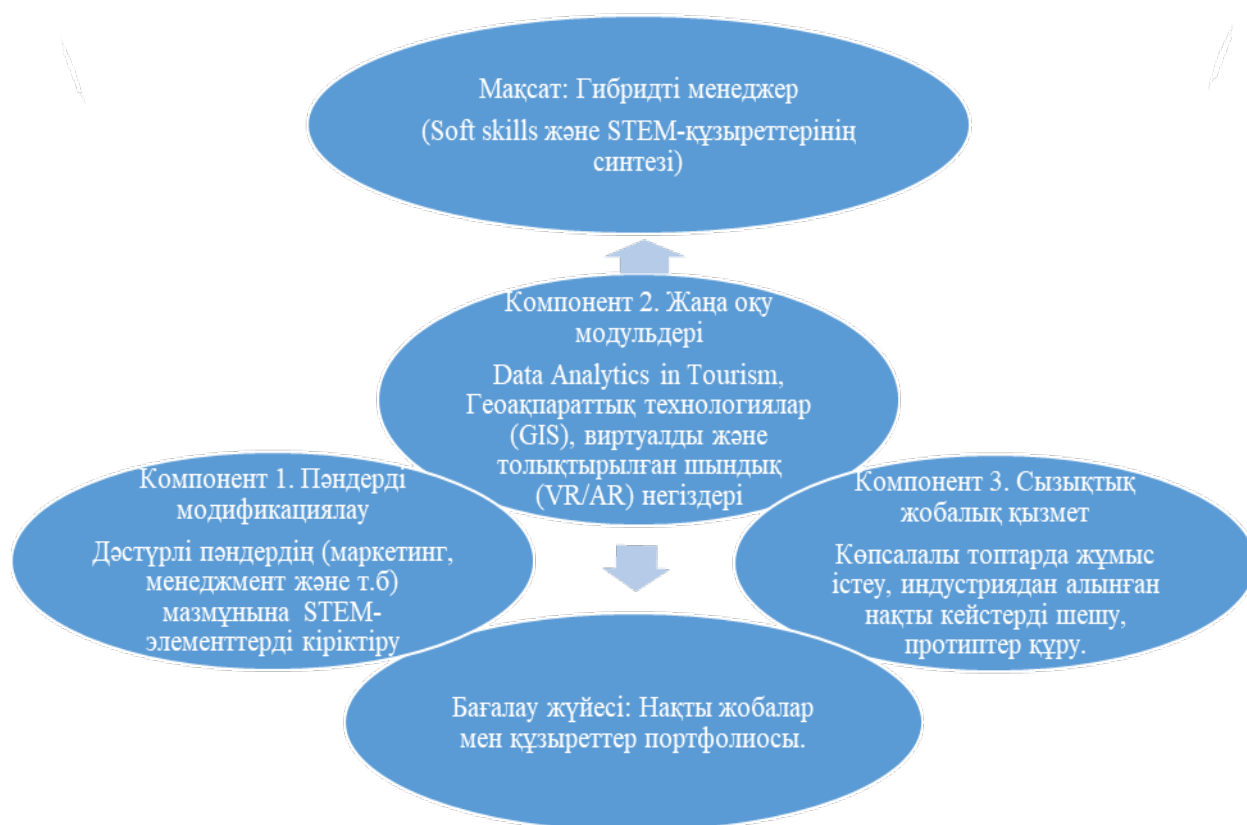 Мақсат: Гибридті менеджер
(Soft skills және STEM-құзыреттерінің
синтезі)
Компонент 2. Жаңа оқу
модульдері
Data Analytics in Tourism,
Геоақпараттық технологиялар
(GIS), виртуалды және
толықтырылған шындық
(VR/AR) негіздері
Компонент 1. Пәндерді
модификациялау
Дәстүрлі пәндердің (маркетинг,
менеджмент және т.б)
мазмұнына STEM-
элементтерді кіріктіру
Компонент 3. Сызықтық
жобалық қызмет
Көпсалалы топтарда жұмыс
істеу, индустриядан алынған
нақты кейстерді шешу,
протиптер құру.
Бағалау жүйесі: Нақты жобалар
мен құзыреттер портфолиосы.